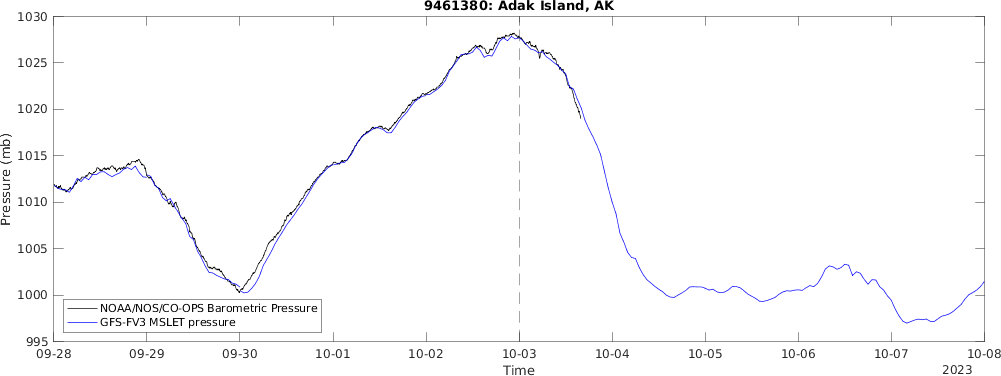 9461380: Adak Island, AK
Pressure (mb)
1030
1025
1020
1015
1010
1005
1000
995
NOAA/NOS/CO-OPS Barometric Pressure
GFS-FV3 MSLET pressure
09-28 09-29 09-30 10-01 10-02 10-03 10-04 10-05 10-06 10-07 10-08
Time
2023